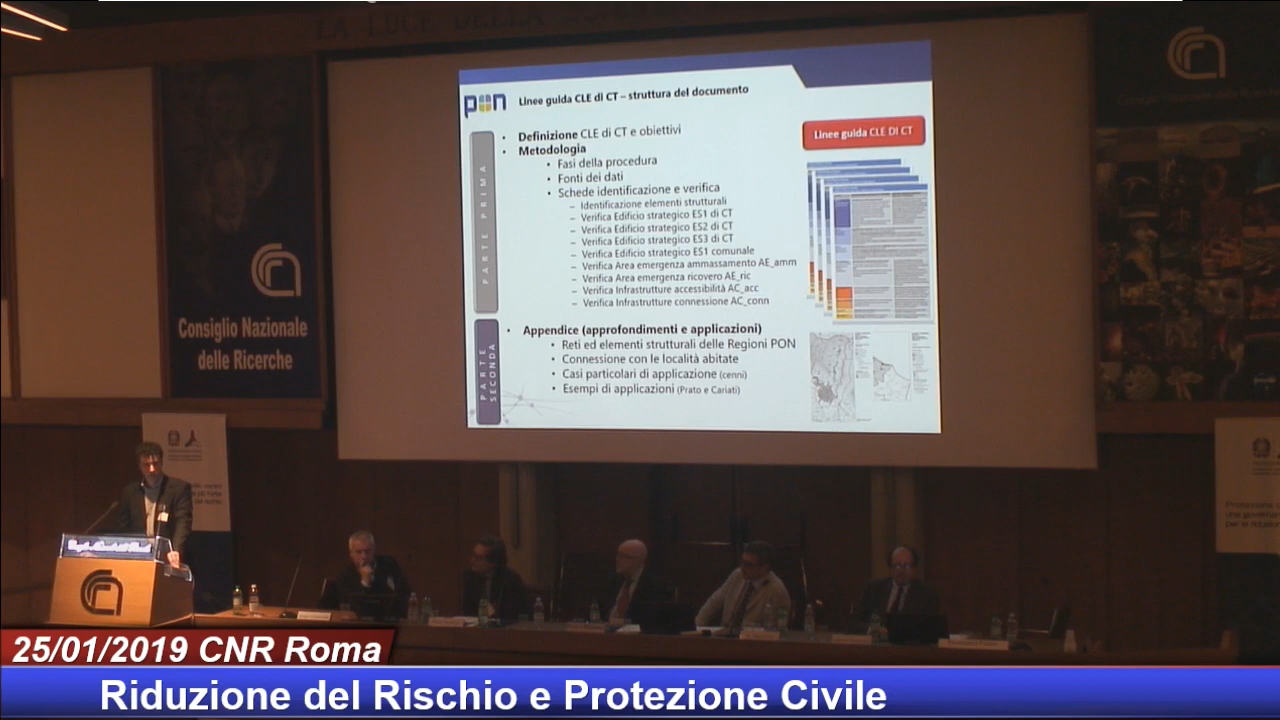 LA LUCE DELLA
pon
Linee guida CLE di CT – struttura del documento
Linee guida CLE DI CT
PARTE PRIMA
• Definizione CLE di CT e obiettivi
• Metodologia
• Fasi della procedura
• Fonti dei dati
• Schede identificazione e verifica
– Identificazione elementi strutturali
– Verifica Edificio strategico ES1 di CT
– Verifica Edificio strategico ES2 di CT
– Verifica Edificio strategico ES3 di CT
– Verifica Edificio strategico ES1 comunale
– Verifica Area emergenza ammassamento AE_amm
– Verifica Area emergenza ricovero AE_ric
– Verifica Infrastrutture accessibilità AC_acc
– Verifica Infrastrutture connessione AC_conn
PARTE SECONDA
• Appendice (approfondimenti e applicazioni)
• Reti ed elementi strutturali delle Regioni PON
• Connessione con le località abitate
• Casi particolari di applicazione (cenni)
• Esempi di applicazioni (Prato e Cariati)
Consiglio Nazionale
delle Ricerche
25/01/2019 CNR Roma
Riduzione del Rischio e Protezione Civile